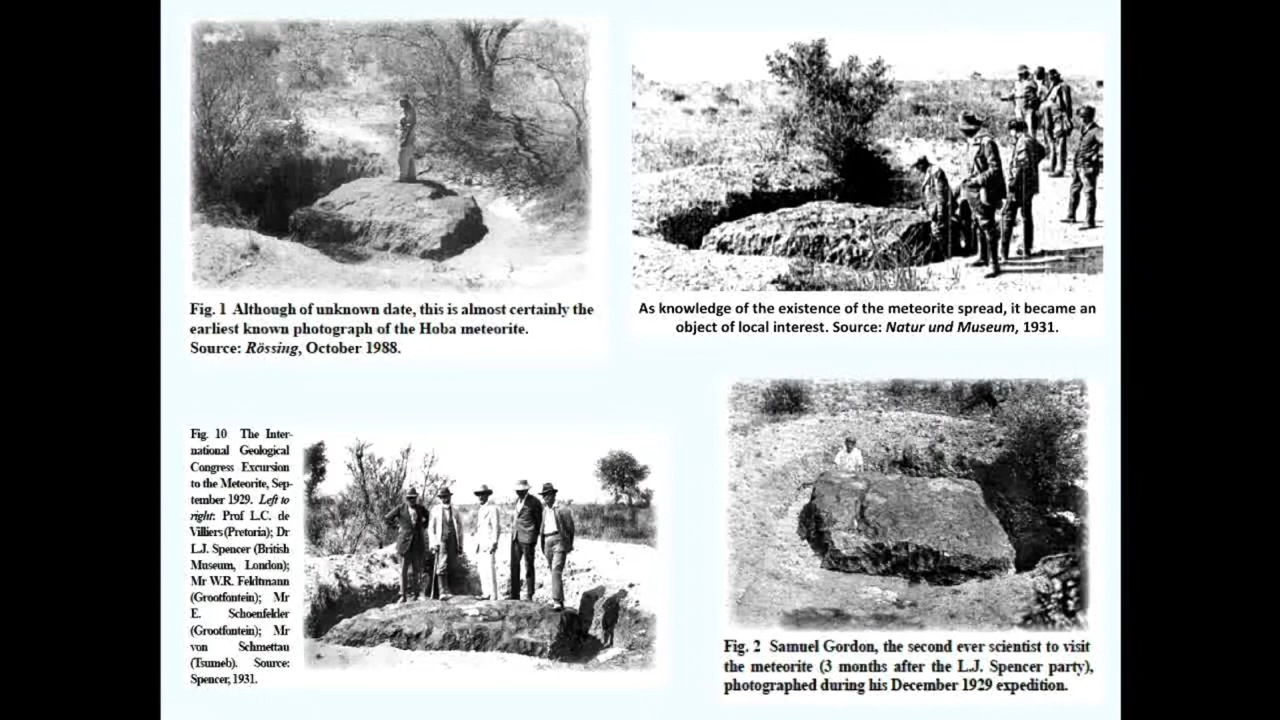 Fig. 1 Although of unknown date, this is almost certainly the
earliest known photograph of the Hoba meteorite.
Source: Rössing, October 1988.
As knowledge of the existence of the meteorite spread, it became an
object of local interest. Source: Natur und Museum, 1931.
Fig. 10 The Inter-
national Geological
Congress Excursion
to the Meteorite, Sep-
tember 1929. Left to
right: Prof L.C. de
Villiers (Pretoria); Dr
L.J. Spencer (British
Museum, London);
Mr W.R. Feldtmann
(Grootfontein); Mr
E. Schoenfelder
(Grootfontein); Mr
von Schmettau
(Tsumeb). Source:
Spencer, 1931.
Fig. 2 Samuel Gordon, the second ever scientist to visit
the meteorite (3 months after the L.J. Spencer party),
photographed during his December 1929 expedition.